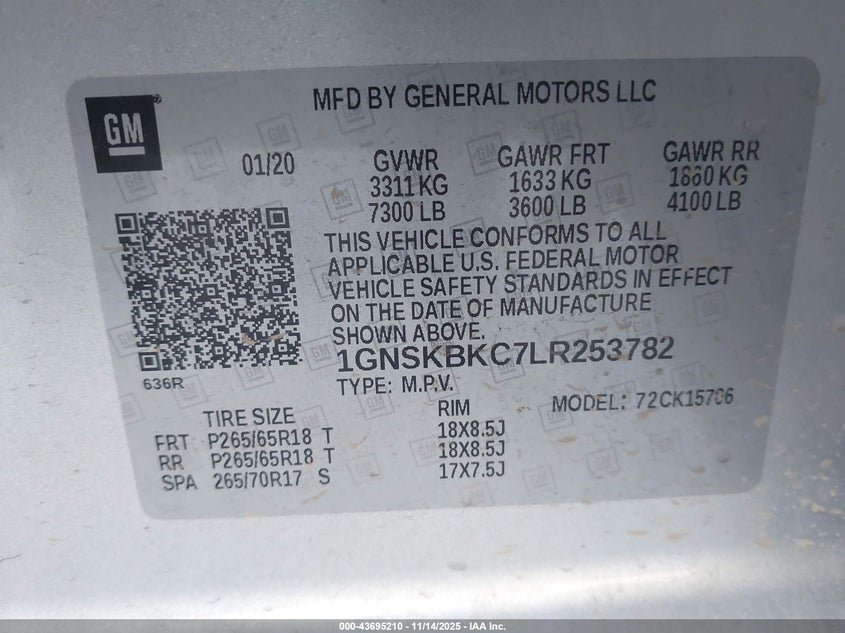 GM
MFD BY GENERAL MOTORS LLC
01/20
GVWR GAWR FRT GAWR RR
3311 KG 1633 KG 1860 KG
7300 LB 3600 LB 4100 LB
THIS VEHICLE CONFORMS TO ALL
APPLICABLE U.S. FEDERAL MOTOR
VEHICLE SAFETY STANDARDS IN EFFECT
ON THE DATE OF MANUFACTURE
SHOWN ABOVE.
1GNSKBKC7LR253782
636R
TYPE: M.P.V.
MODEL: 72CK15706
TIRE SIZE RIM
FRT P265/65R18 T 18X8.5J
RR P265/65R18 T 18X8.5J
SPA 265/70R17 S 17X7.5J
000-43695210 - 11/14/2025 - IAA Inc.